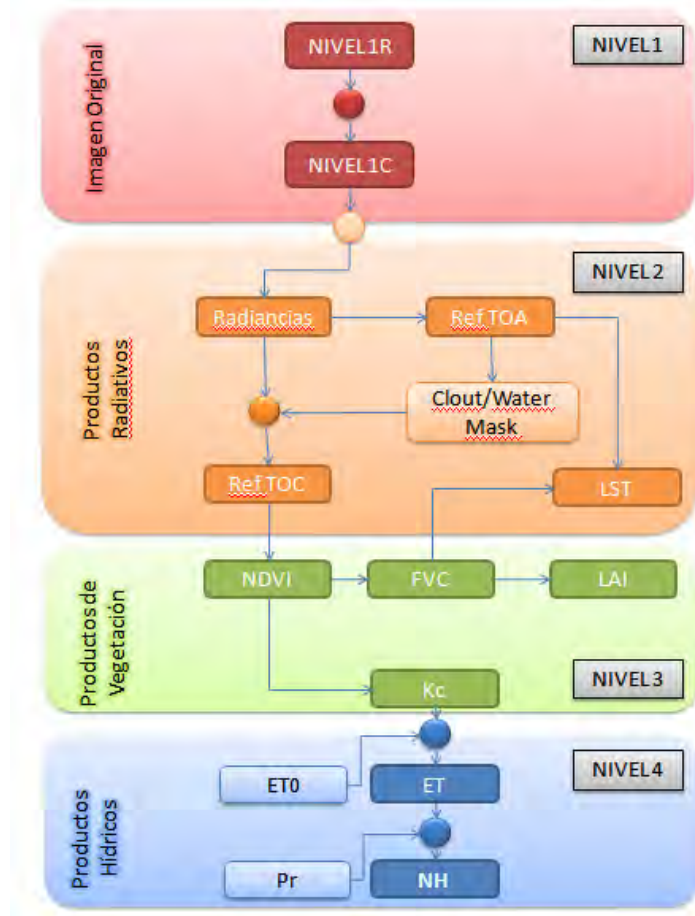 NIVEL1R
NIVEL1
Imagen Original
NIVEL1C
NIVEL2
Radiancias
Ref TOA
Productos
Radiativos
Clout/Water
Mask
Ref TOC
LST
NDVI
FVC
LAI
Productos de
Vegetación
Kc
NIVEL3
ET0
ET
NIVEL4
Productos
Hídricos
Pr
NH